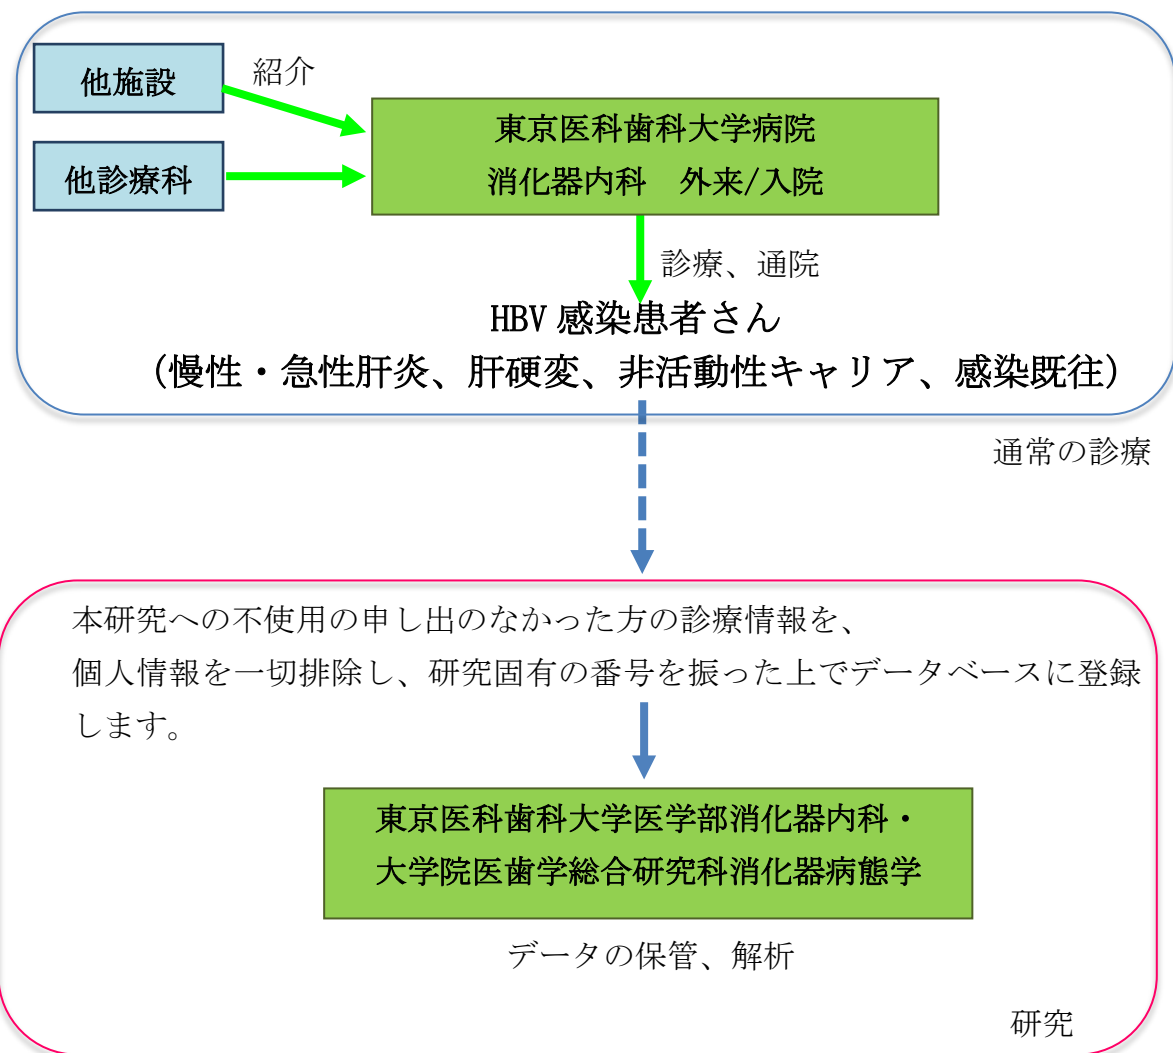 他施設
紹介
他診療科
東京医科歯科大学病院
消化器内科　外来/入院
診療、通院
HBV 感染患者さん
（慢性・急性肝炎、肝硬変、非活動性キャリア、感染既往）
通常の診療
本研究への不使用の申し出のなかった方の診療情報を、
個人情報を一切排除し、研究固有の番号を振った上でデータベースに登録
します。
東京医科歯科大学医学部消化器内科・
大学院医歯学総合研究科消化器病態学
データの保管、解析
研究